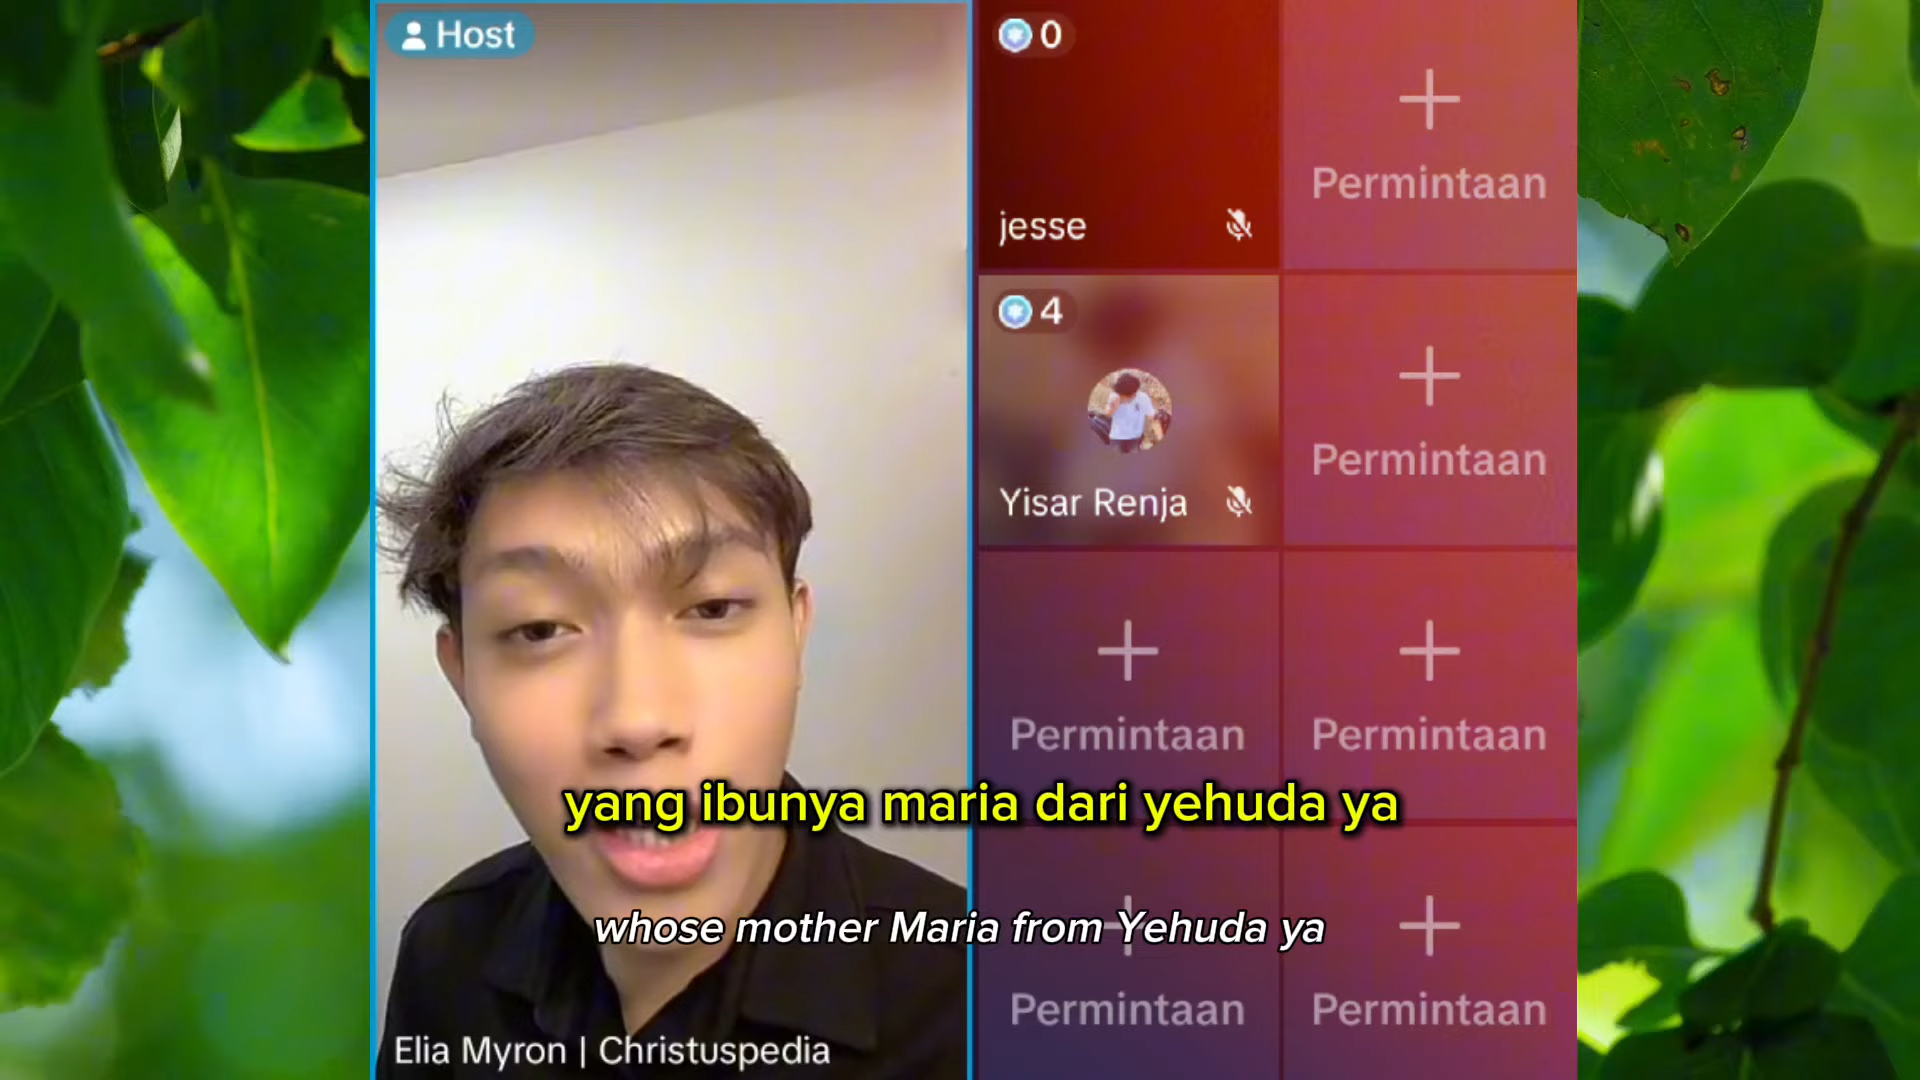 Host
0
jesse
Permintaan
4
Yisar Renja
Permintaan
Permintaan
Permintaan
yang ibunya maria dari yehuda ya
whose mother Maria from Yehuda ya
Permintaan
Permintaan
Elia Myron | Christuspedia